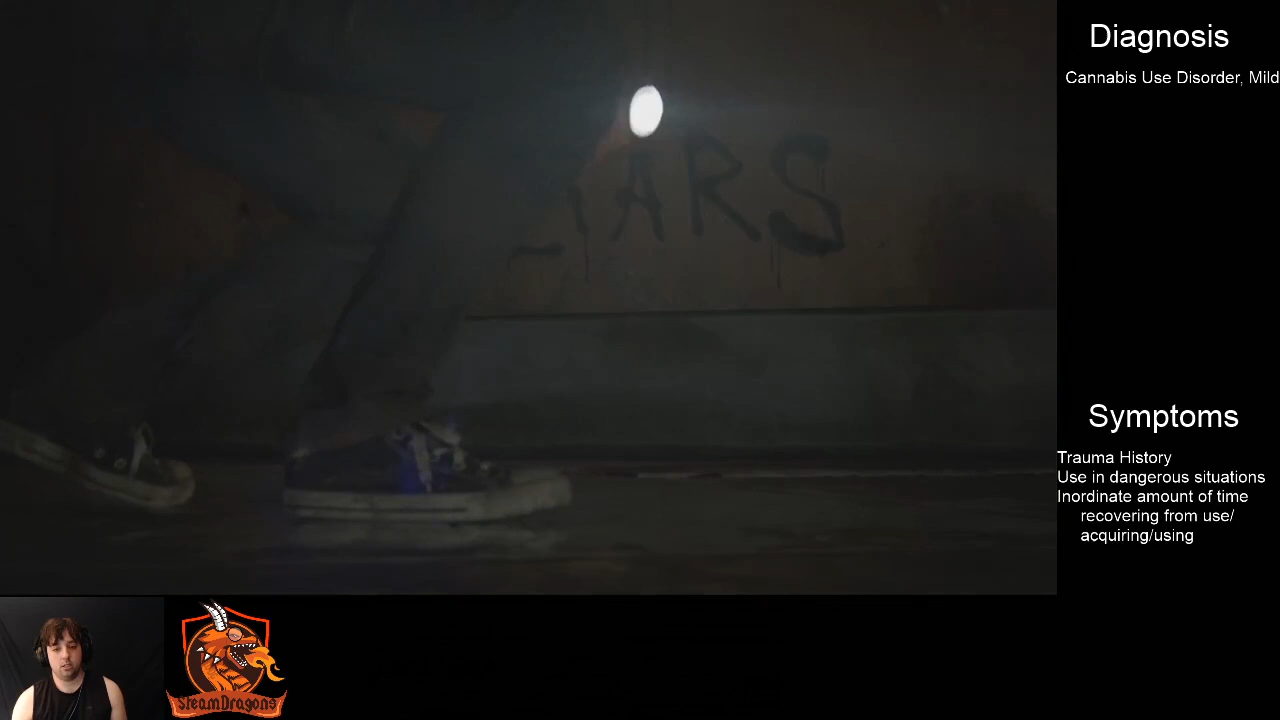 Diagnosis
Cannabis Use Disorder, Mild
ARS
Symptoms
Trauma History
Use in dangerous situations
Inordinate amount of time
recovering from use/
acquiring/using
SteamDragons